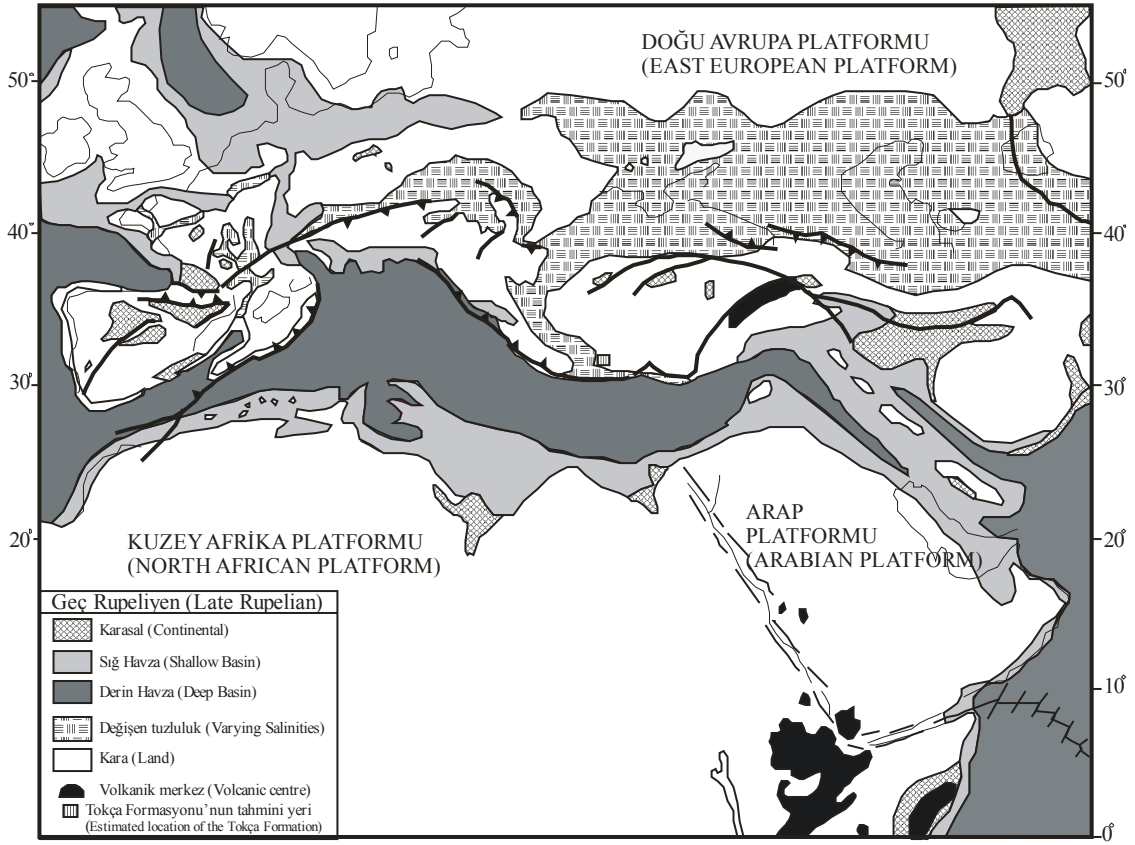 DOĞU AVRUPA PLATFORMU
(EAST EUROPEAN PLATFORM)
50°
50°
40°
40°
30°
30°
20°
20°
10°
0°
ARAP
PLATFORMU
(ARABIAN PLATFORM)
KUZEY AFRİKA PLATFORMU
(NORTH AFRICAN PLATFORM)
Geç Rupeliyen (Late Rupelian)
Karasal (Continental)
Sığ Havza (Shallow Basin)
Derin Havza (Deep Basin)
Değişen tuzluluk (Varying Salinities)
Kara (Land)
Volkanik merkez (Volcanic centre)
Tokça Formasyonu'nun tahmini yeri
(Estimated location of the Tokça Formation)